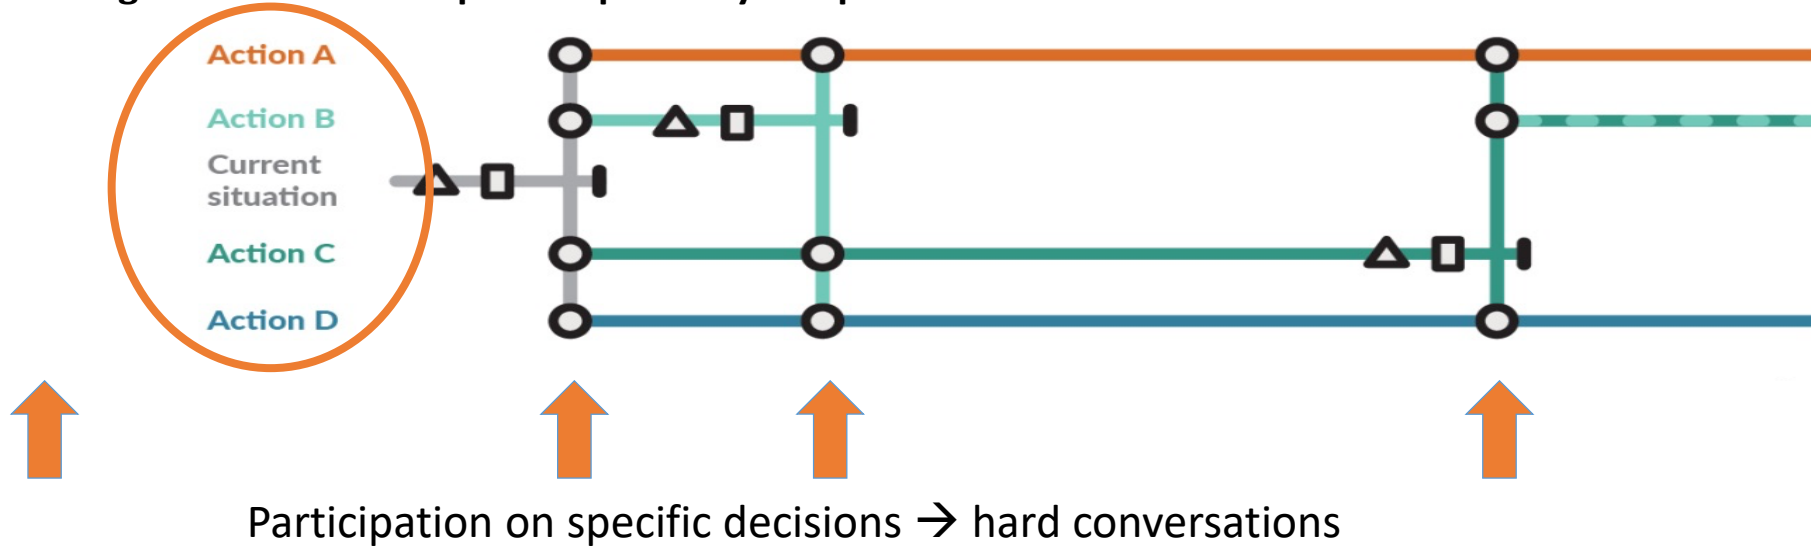 Action A
Action B
Current
situation
Action C
Action D
Participation on specific decisions → hard conversations